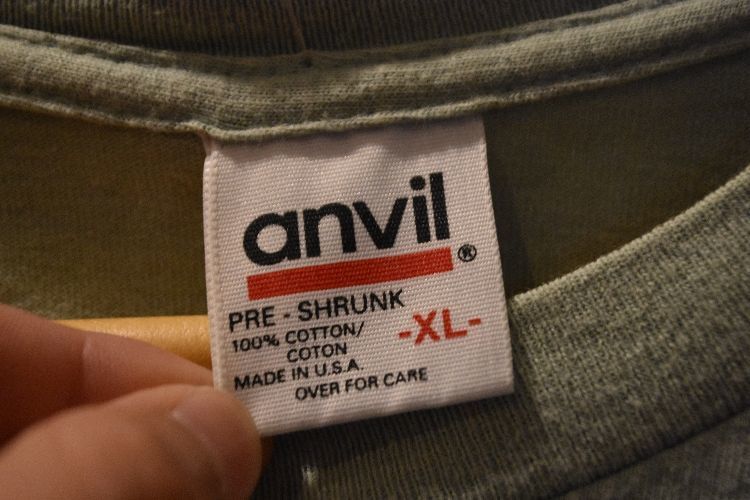 anvil®
PRE - SHRUNK
100% COTTON/
COTON
-XL-
MADE IN U.S.A.
OVER FOR CARE